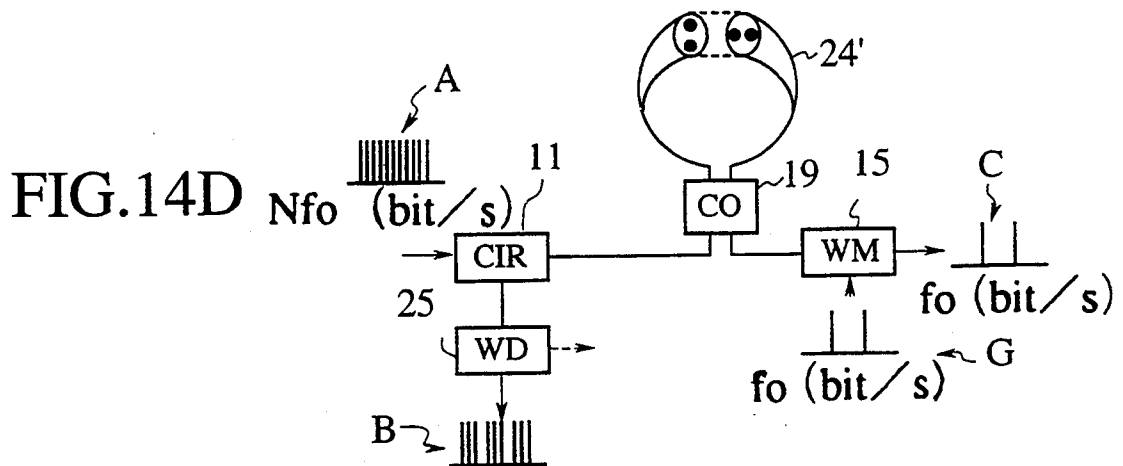 A
24'
FIG.14D
Nfo (bit/s)
11
CIR
CO
19
15
C
WM
fo (bit/s)
25
WD
fo (bit/s)
G
B